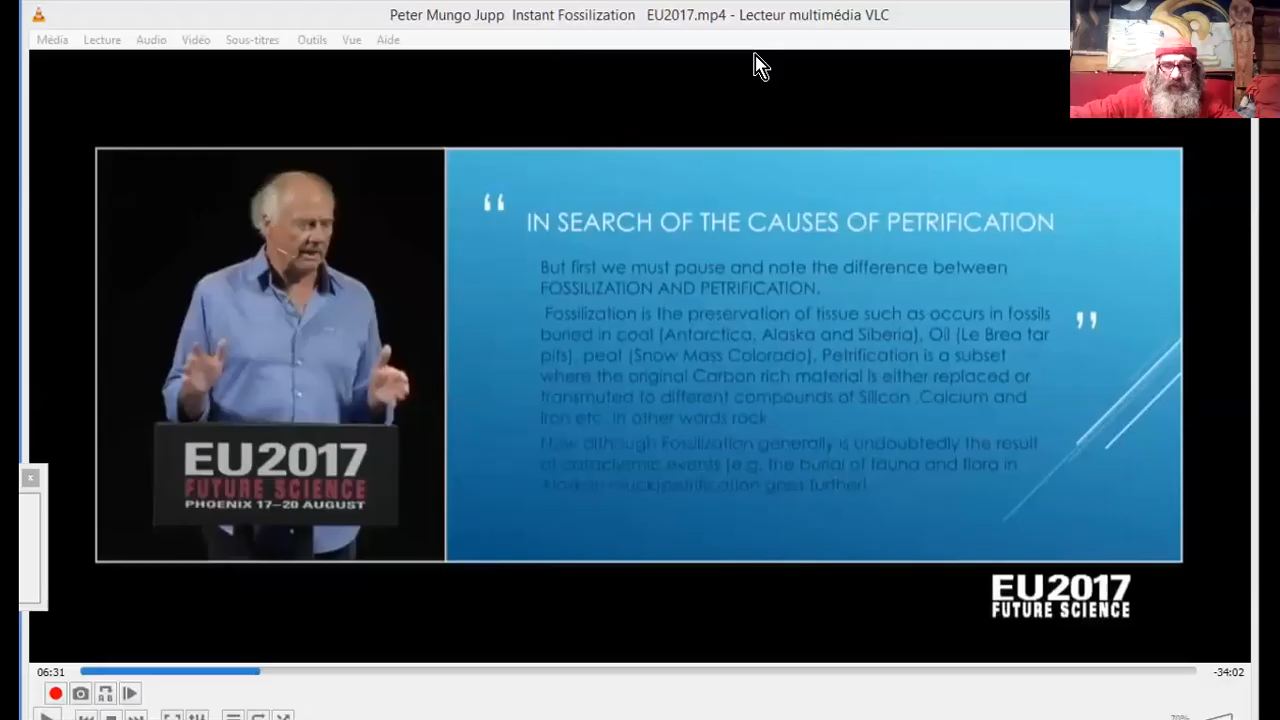 Peter Mungo Jupp Instant Fossilization EU2017.mp4 - Lecteur multimédia VLC
Média Lecture Audio Vidéo Sous-titres Outils Vue Aide
“ IN SEARCH OF THE CAUSES OF PETRIFICATION
But first we must pause and note the difference between
FOSSILIZATION AND PETRIFICATION.
Fossilization is the preservation of tissue such as occurs in fossils
buried in coal (Antarctica, Alaska and Siberia), Oil (Le Brea tar
pits), peat (Snow Mass Colorado), Petrification is a subset
where the original Carbon rich material is either replaced or
transmuted to different compounds of Silicon ,Calcium and
Iron etc. In other words rock
Now although Fossilization generally is undoubtedly the result
of cataclysmic events (e.g. the burial of fauna and flora in
Alaskan muck)petrification goes further! ”
EU2017
FUTURE SCIENCE
PHOENIX 17–20 AUGUST
EU2017
FUTURE SCIENCE
06:31
-34:02
A B
70%